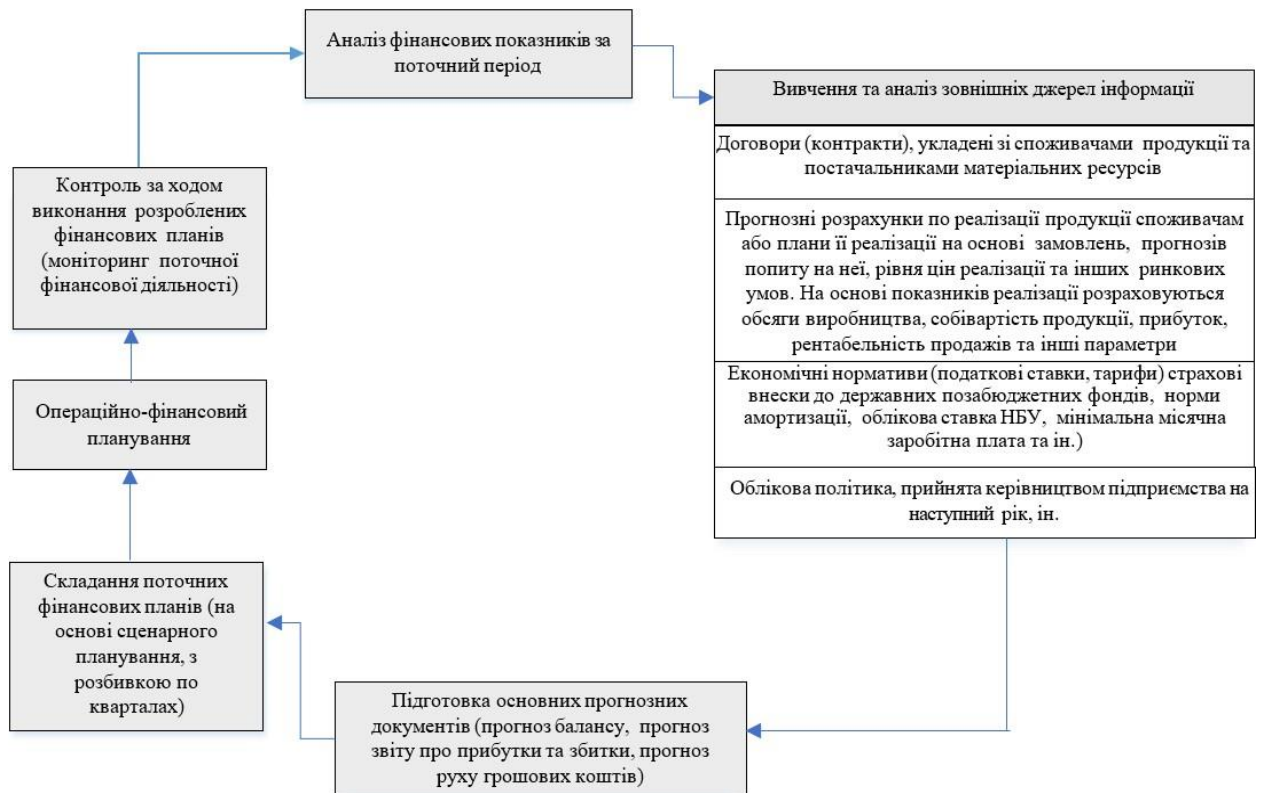 Аналіз фінансових показників за
поточний період
Вивчення та аналіз зовнішніх джерел інформації
Договори (контракти), укладені зі споживачами продукції та
постачальниками матеріальних ресурсів
Прогнозні розрахунки по реалізації продукції споживачам
або плани її реалізації на основі замовлень, прогнозів
попиту на неї, рівня цін реалізації та інших ринкових
умов. На основі показників реалізації розраховуються
обсяги виробництва, собівартість продукції, прибуток,
рентабельність продажів та інші параметри
Економічні нормативи (податкові ставки, тарифи) страхові
внески до державних позабюджетних фондів, норми
амортизації, облікова ставка НБУ, мінімальна місячна
заробітна плата та ін.)
Облікова політика, прийнята керівництвом підприємства на
наступний рік, ін.
Підготовка основних прогнозних
документів (прогноз балансу, прогноз
звіту про прибутки та збитки, прогноз
руху грошових коштів)
Складання поточних
фінансових планів (на
основі сценарного
планування, з
розбивкою по
кварталах)
Операційно-фінансовий
планування
Контроль за ходом
виконання розроблених
фінансових планів
(моніторинг поточної
фінансової діяльності)